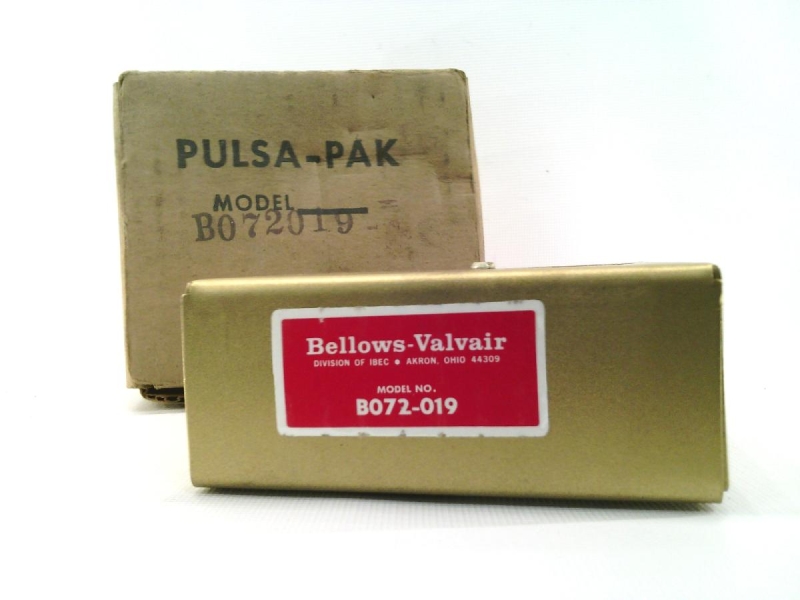 PULSA-PAK
MODEL
B072019
Bellows-Valvair
DIVISION OF IBEC • AKRON, OHIO 44309
MODEL NO.
B072-019